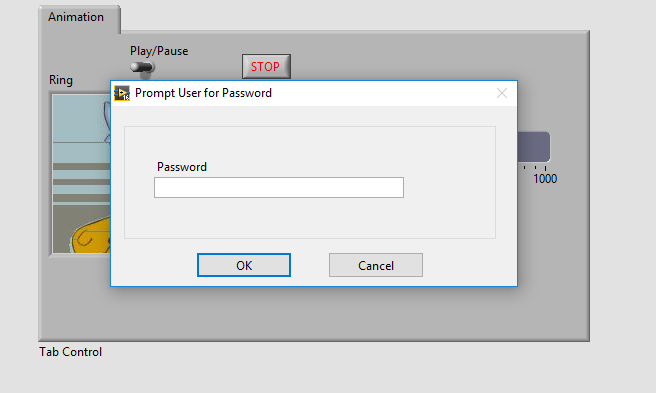 Animation
Play/Pause
STOP
Ring
Prompt User for Password
Password
1000
OK
Cancel
Tab Control